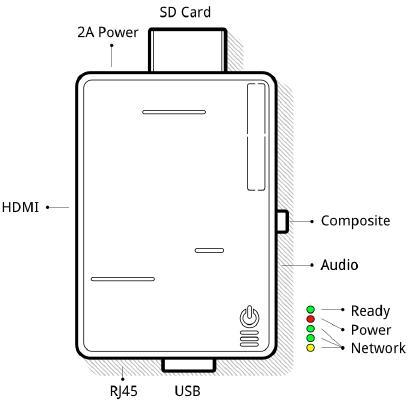 SD Card
2A Power
HDMI
Composite
Audio
Ready
Power
Network
RJ45
USB